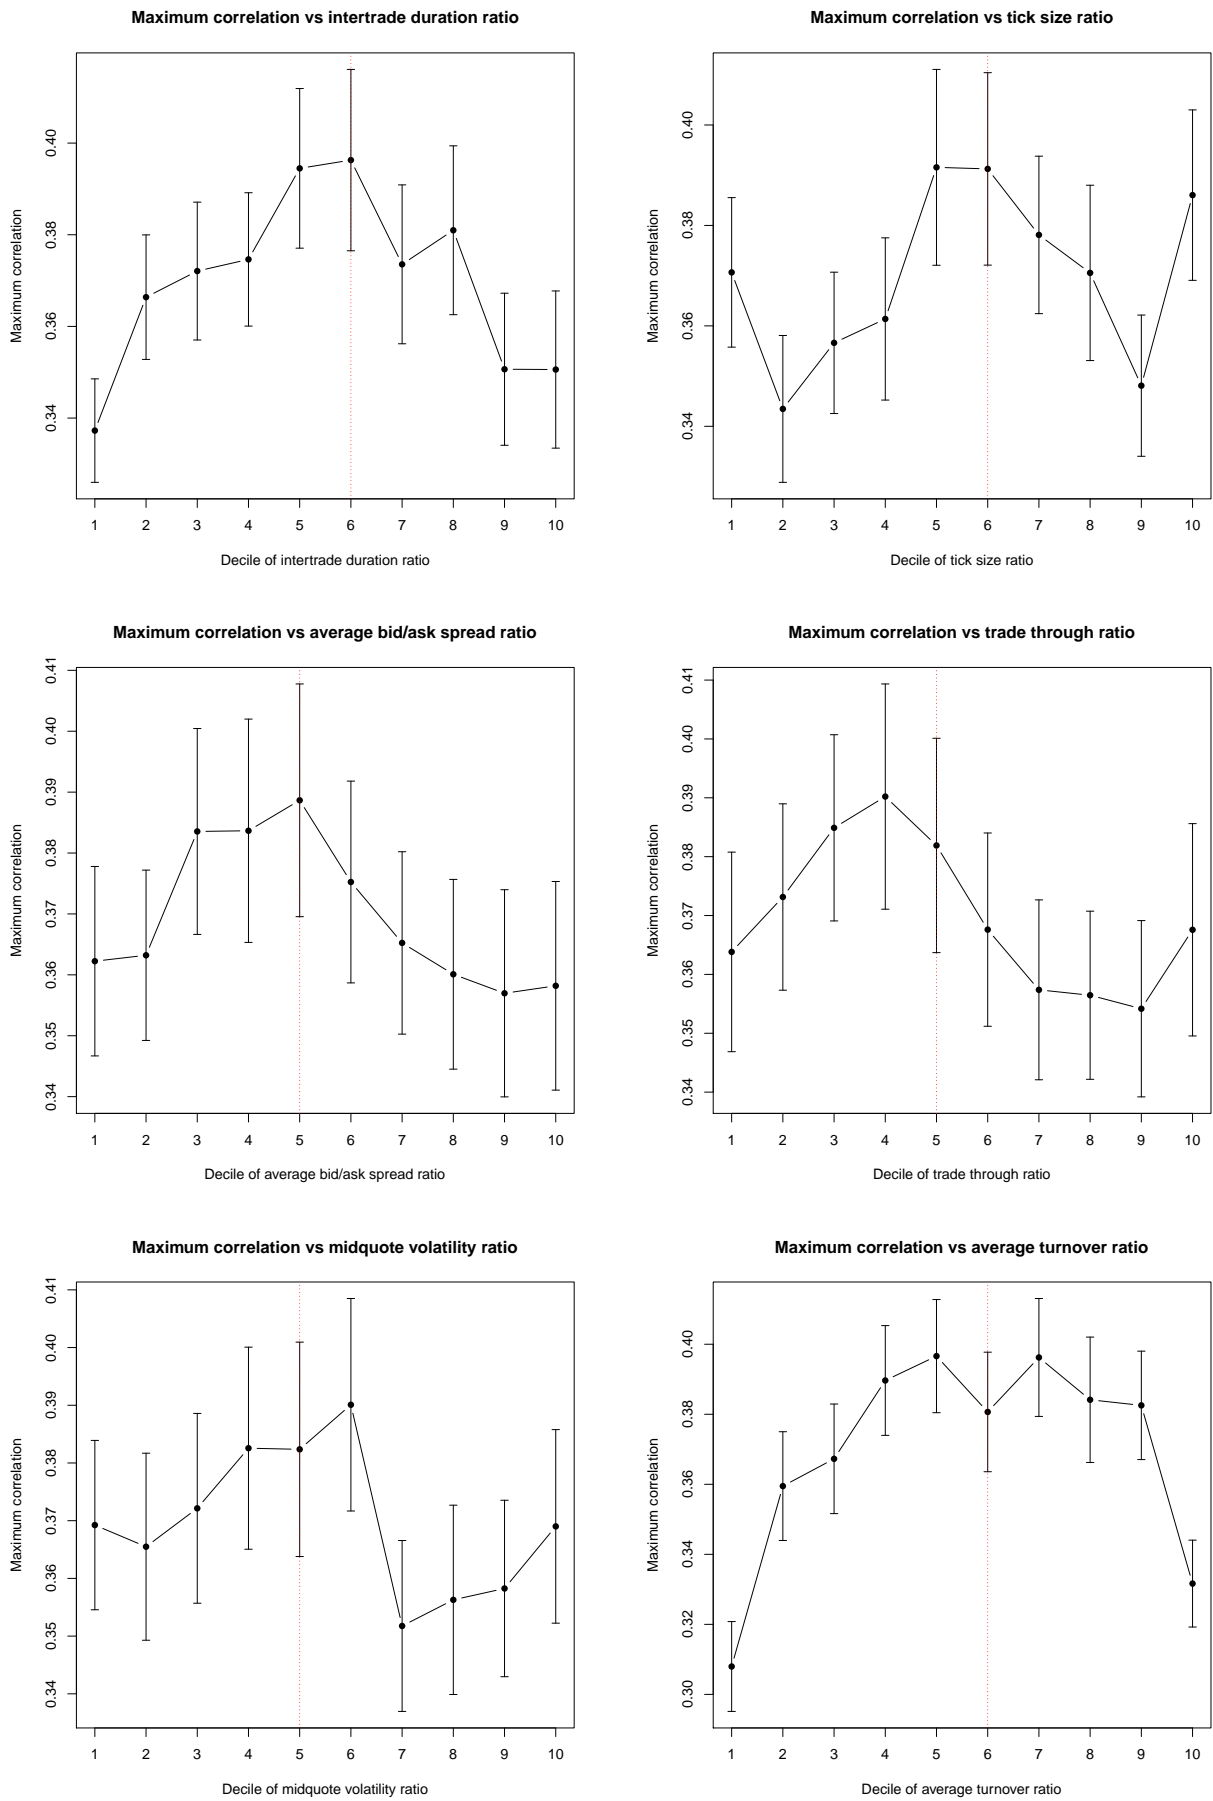 Maximum correlation vs intertrade duration ratio
Maximum correlation
0.40
0.38
0.36
0.34
1 2 3 4 5 6 7 8 9 10
Decile of intertrade duration ratio
Maximum correlation vs tick size ratio
Maximum correlation
0.40
0.38
0.36
0.34
1 2 3 4 5 6 7 8 9 10
Decile of tick size ratio
Maximum correlation vs average bid/ask spread ratio
Maximum correlation
0.41
0.40
0.39
0.38
0.37
0.36
0.35
0.34
1 2 3 4 5 6 7 8 9 10
Decile of average bid/ask spread ratio
Maximum correlation vs trade through ratio
Maximum correlation
0.41
0.40
0.39
0.38
0.37
0.36
0.35
0.34
1 2 3 4 5 6 7 8 9 10
Decile of trade through ratio
Maximum correlation vs midquote volatility ratio
Maximum correlation
0.41
0.40
0.39
0.38
0.37
0.36
0.35
0.34
1 2 3 4 5 6 7 8 9 10
Decile of midquote volatility ratio
Maximum correlation vs average turnover ratio
Maximum correlation
0.40
0.38
0.36
0.34
0.32
0.30
1 2 3 4 5 6 7 8 9 10
Decile of average turnover ratio